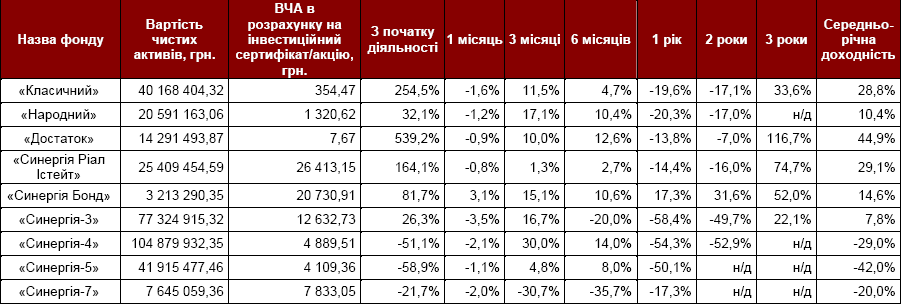 Назва фонду Вартість чистих активів, грн. ВЧА в розрахунку на інвестиційний сертифікат/акцію, грн. З початку діяльності 1 місяць 3 місяці 6 місяців 1 рік 2 роки 3 роки Середньо-річна доходність
«Класичний» 40 168 404,32 354,47 254,5% -1,6% 11,5% 4,7% -19,6% -17,1% 33,6% 28,8%
«Народний» 20 591 163,06 1 320,62 32,1% -1,2% 17,1% 10,4% -20,3% -17,0% н/д 10,4%
«Достаток» 14 291 493,87 7,67 539,2% -0,9% 10,0% 12,6% -13,8% -7,0% 116,7% 44,9%
«Синергія Ріал Істейт» 25 409 454,59 26 413,15 164,1% -0,8% 1,3% 2,7% -14,4% -16,0% 74,7% 29,1%
«Синергія Бонд» 3 213 290,35 20 730,91 81,7% 3,1% 15,1% 10,6% 17,3% 31,6% 52,0% 14,6%
«Синергія-3» 77 324 915,32 12 632,73 26,3% -3,5% 16,7% -20,0% -58,4% -49,7% 22,1% 7,8%
«Синергія-4» 104 879 932,35 4 889,51 -51,1% -2,1% 30,0% 14,0% -54,3% -52,9% н/д -29,0%
«Синергія-5» 41 915 477,46 4 109,36 -58,9% -1,1% 4,8% 8,0% -50,1% н/д н/д -42,0%
«Синергія-7» 7 645 059,36 7 833,05 -21,7% -2,0% -30,7% -35,7% -17,3% н/д н/д -20,0%